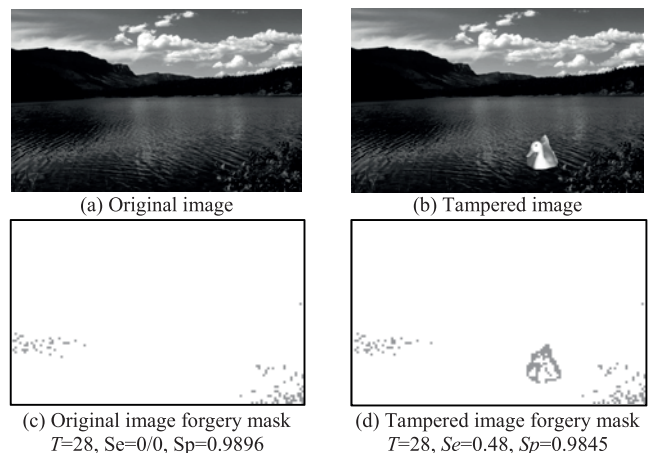 (a) Original image
(b) Tampered image
(c) Original image forgery mask
T=28, Se=0/0, Sp=0.9896
(d) Tampered image forgery mask
T=28, Se=0.48, Sp=0.9845